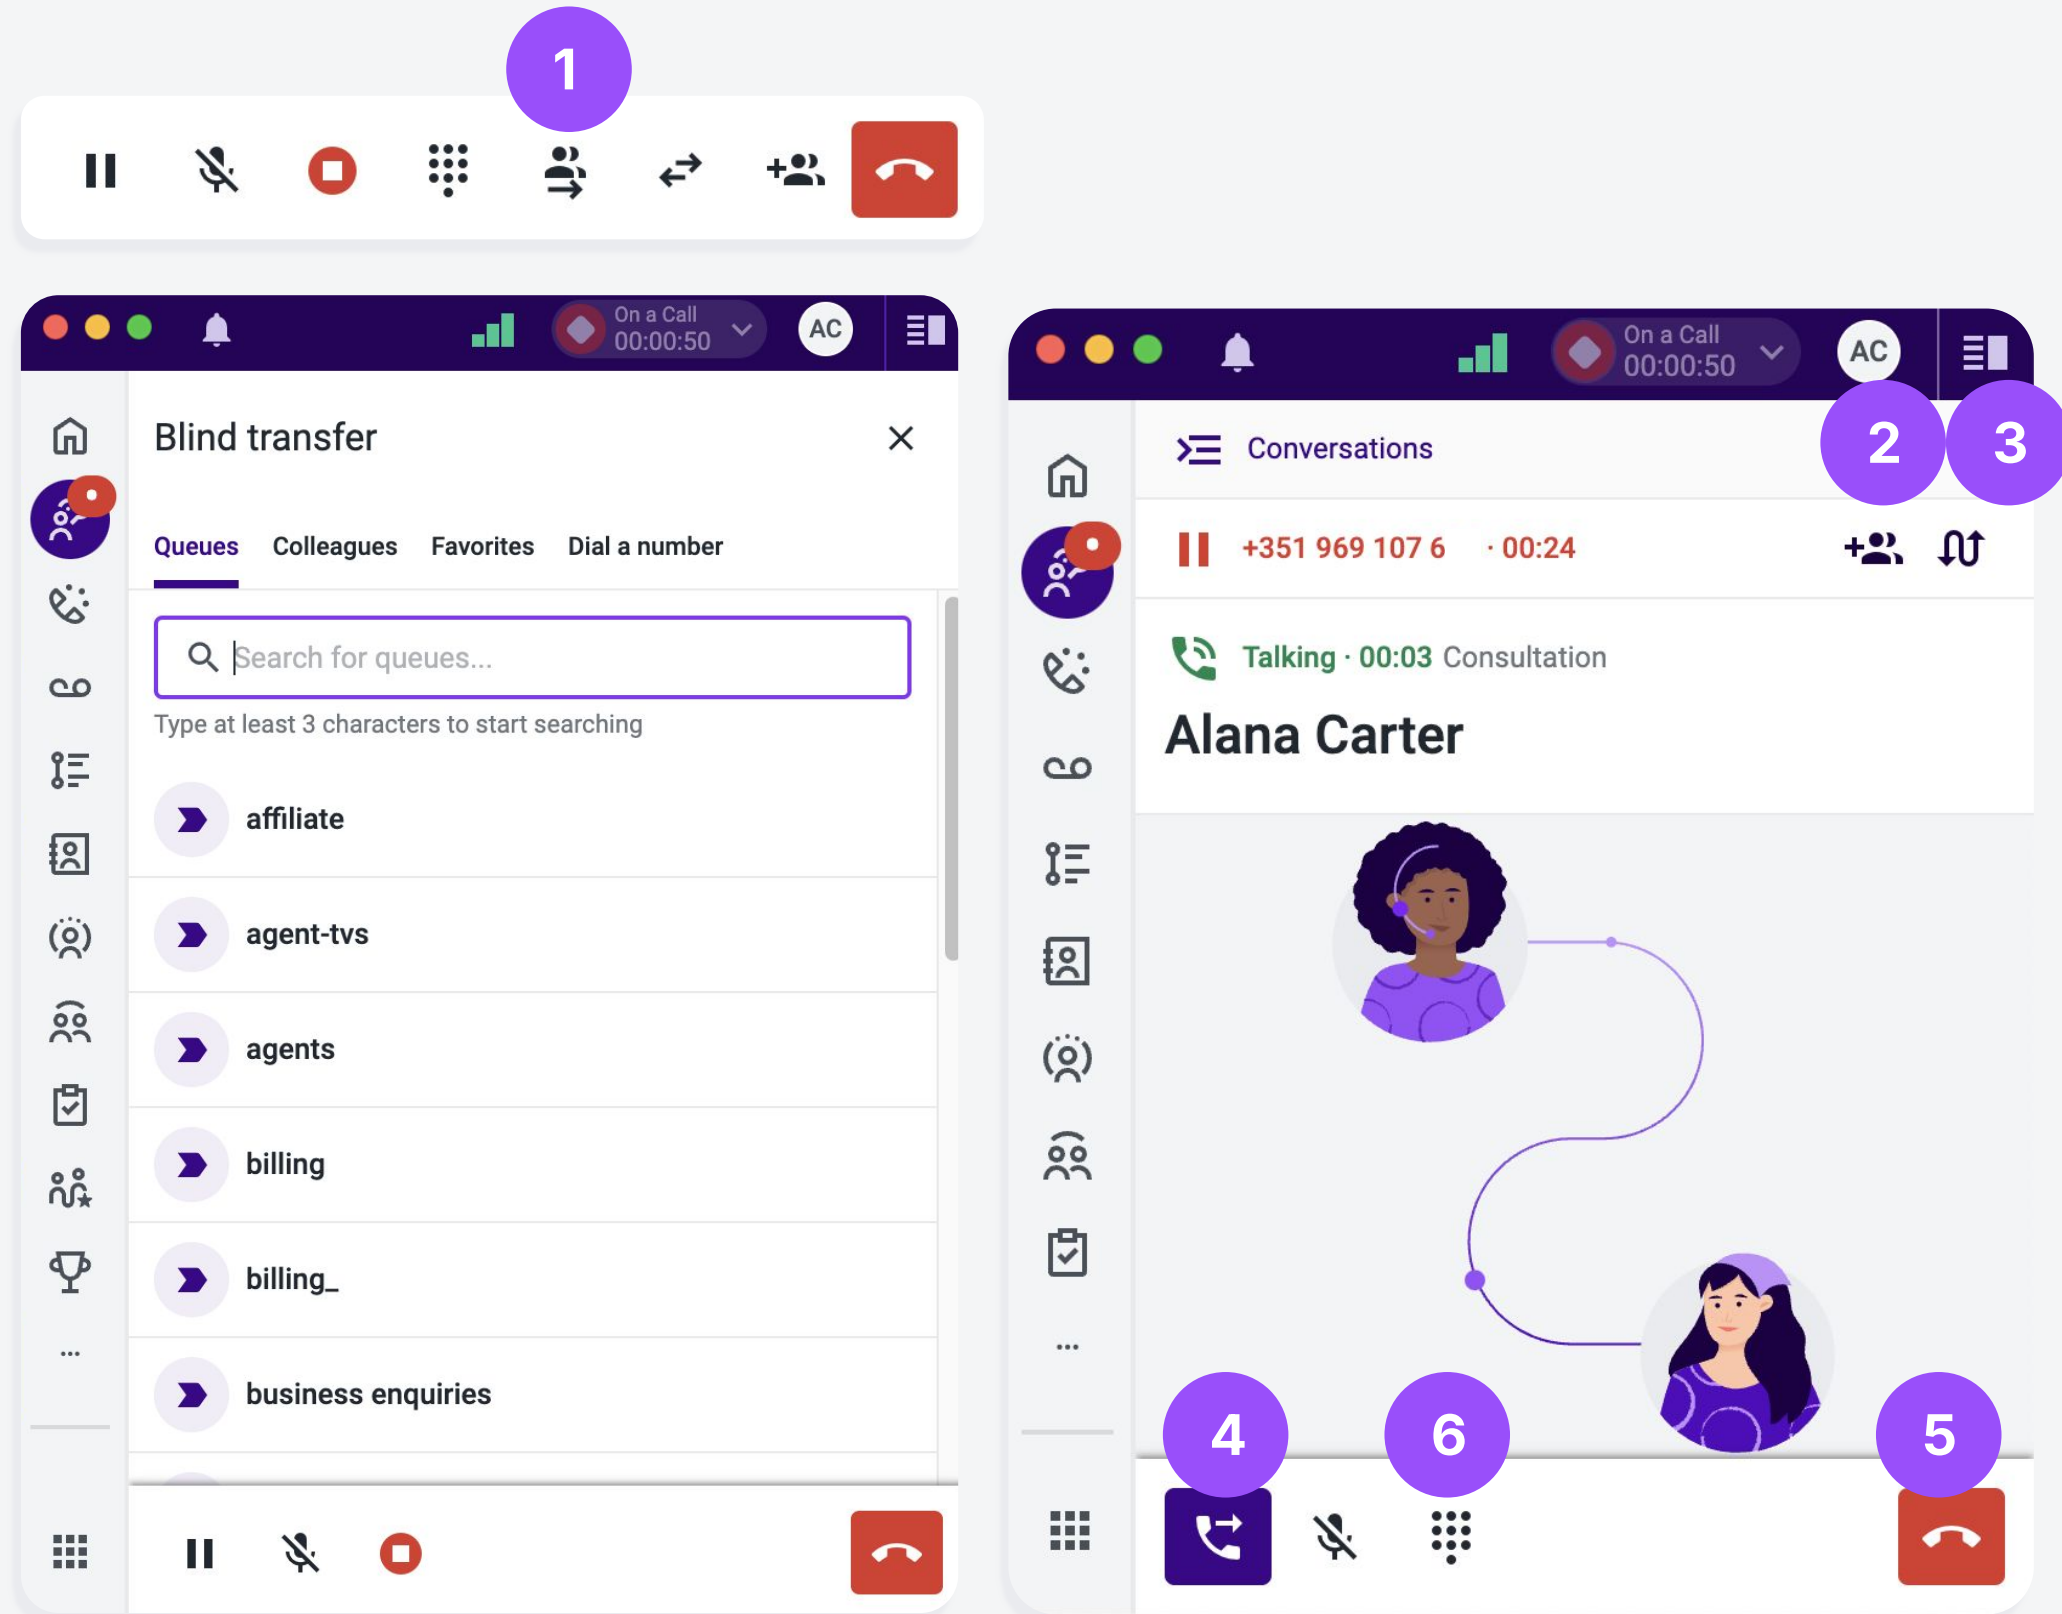 1
On a Call
00:00:50
AC
Blind transfer
Queues Colleagues Favorites Dial a number
Search for queues...
Type at least 3 characters to start searching
affiliate
agent-tvs
agents
billing
billing_
business enquiries
...
On a Call
00:00:50
AC
2 3
Conversations
+351 969 107 6 · 00:24
Talking · 00:03 Consultation
Alana Carter
...
4 6 5